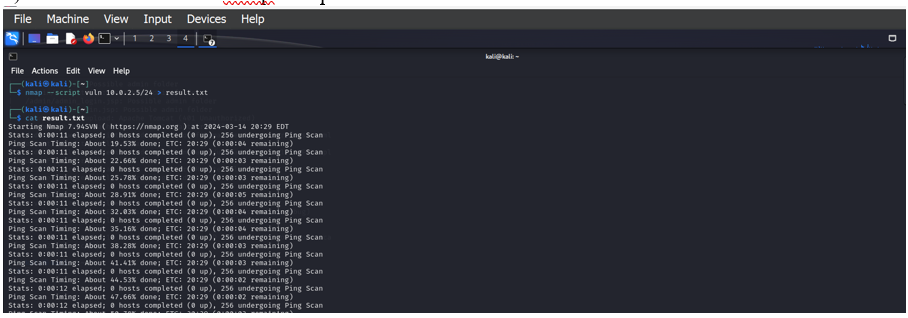 File Machine View Input Devices Help
1 2 3 4
kali@kali: ~
File Actions Edit View Help
(kali㉿kali)-[~]
$ nmap --script vuln 10.0.2.5/24 > result.txt
(kali㉿kali)-[~]
$ cat result.txt
Starting Nmap 7.94SVN ( https://nmap.org ) at 2024-03-14 20:29 EDT
Stats: 0:00:11 elapsed; 0 hosts completed (0 up), 256 undergoing Ping Scan
Ping Scan Timing: About 19.53% done; ETC: 20:29 (0:00:04 remaining)
Stats: 0:00:11 elapsed; 0 hosts completed (0 up), 256 undergoing Ping Scan
Ping Scan Timing: About 22.66% done; ETC: 20:29 (0:00:03 remaining)
Stats: 0:00:11 elapsed; 0 hosts completed (0 up), 256 undergoing Ping Scan
Ping Scan Timing: About 25.78% done; ETC: 20:29 (0:00:03 remaining)
Stats: 0:00:11 elapsed; 0 hosts completed (0 up), 256 undergoing Ping Scan
Ping Scan Timing: About 28.91% done; ETC: 20:29 (0:00:05 remaining)
Stats: 0:00:11 elapsed; 0 hosts completed (0 up), 256 undergoing Ping Scan
Ping Scan Timing: About 32.03% done; ETC: 20:29 (0:00:04 remaining)
Stats: 0:00:11 elapsed; 0 hosts completed (0 up), 256 undergoing Ping Scan
Ping Scan Timing: About 35.16% done; ETC: 20:29 (0:00:04 remaining)
Stats: 0:00:11 elapsed; 0 hosts completed (0 up), 256 undergoing Ping Scan
Ping Scan Timing: About 38.28% done; ETC: 20:29 (0:00:03 remaining)
Stats: 0:00:11 elapsed; 0 hosts completed (0 up), 256 undergoing Ping Scan
Ping Scan Timing: About 41.41% done; ETC: 20:29 (0:00:03 remaining)
Stats: 0:00:11 elapsed; 0 hosts completed (0 up), 256 undergoing Ping Scan
Ping Scan Timing: About 44.53% done; ETC: 20:29 (0:00:02 remaining)
Stats: 0:00:12 elapsed; 0 hosts completed (0 up), 256 undergoing Ping Scan
Ping Scan Timing: About 47.66% done; ETC: 20:29 (0:00:02 remaining)
Stats: 0:00:12 elapsed; 0 hosts completed (0 up), 256 undergoing Ping Scan